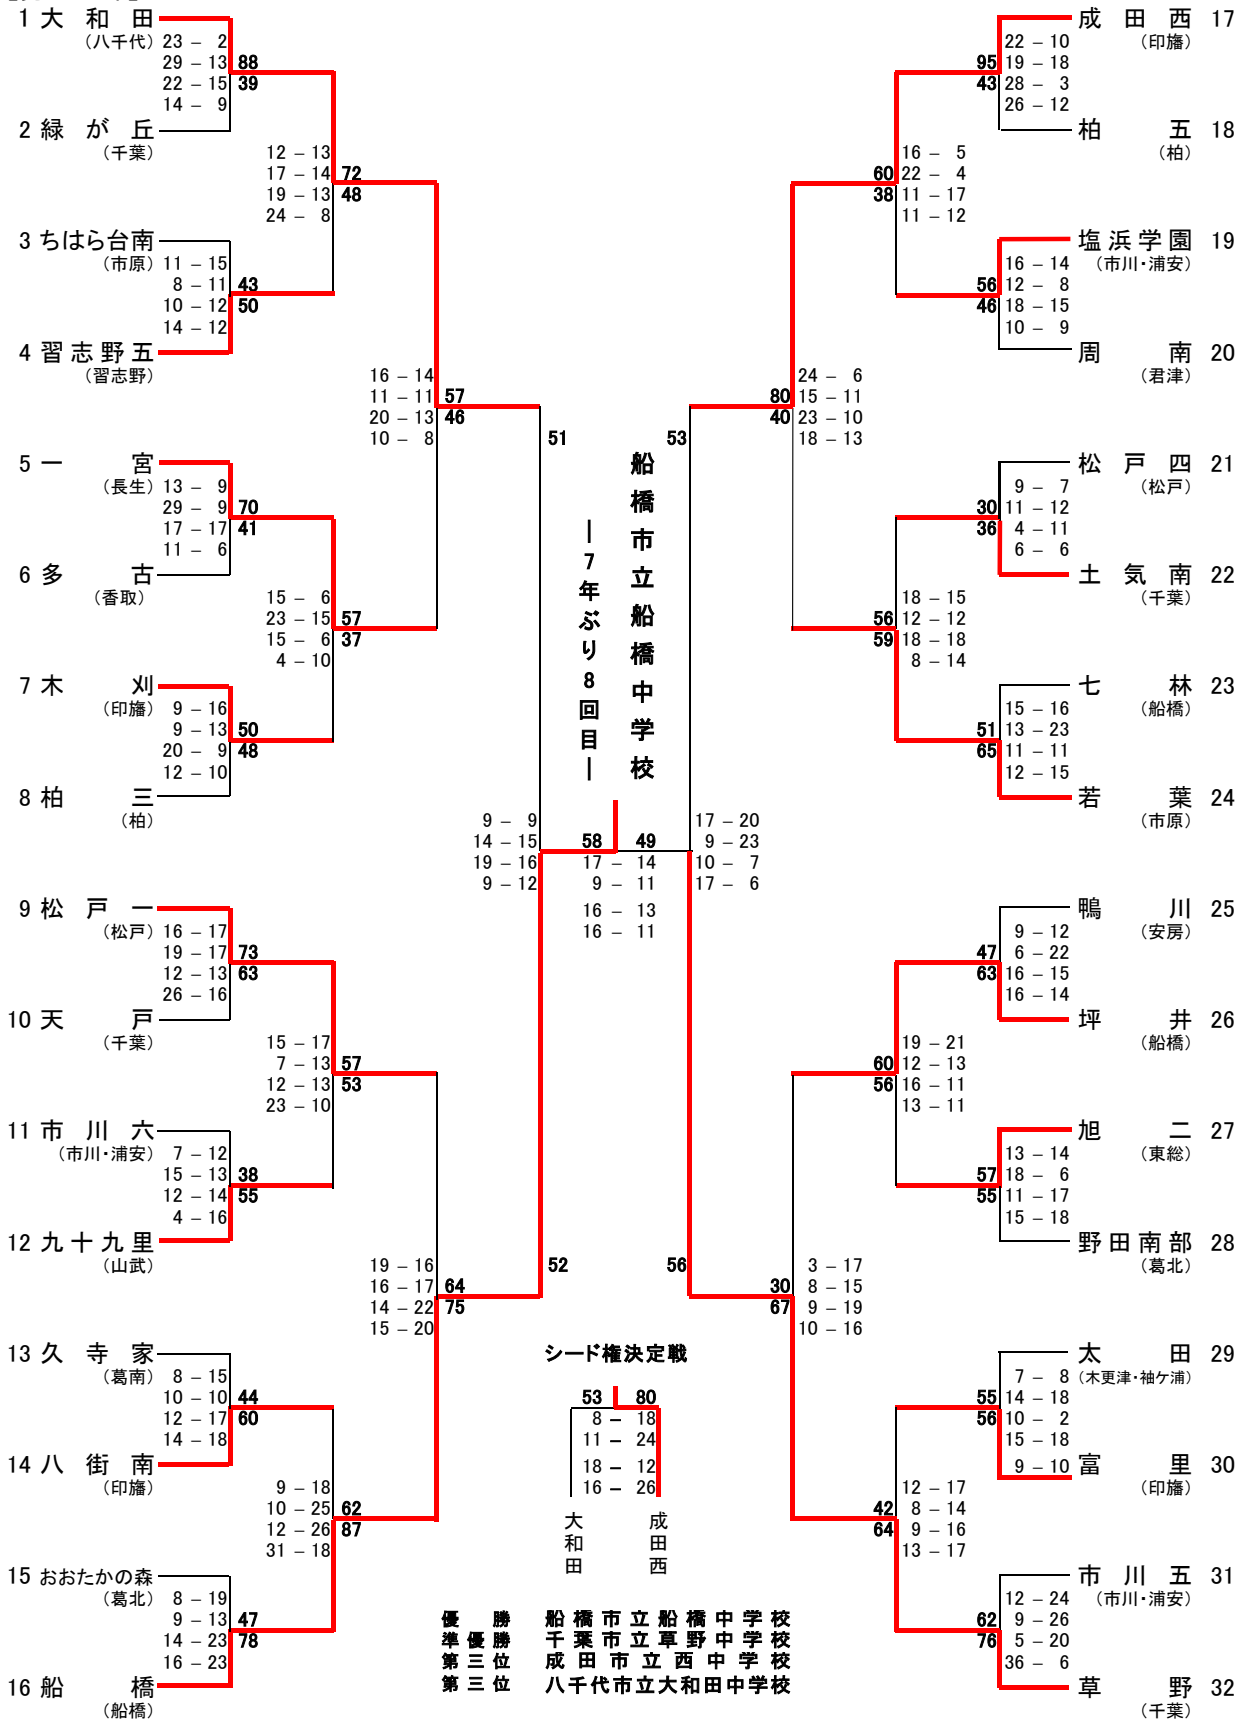 1 大和田
(八千代)
23 － 2
29 － 13
22 － 15
14 － 9
88
39
2 緑が丘
(千葉)
12 － 13
17 － 14
19 － 13
24 － 8
72
48
3 ちはら台南
(市原)
11 － 15
8 － 11
10 － 12
14 － 12
43
50
4 習志野五
(習志野)
16 － 14
11 － 11
20 － 13
10 － 8
57
46
51
5 一宮
(長生)
13 － 9
29 － 9
17 － 17
11 － 6
70
41
6 多古
(香取)
15 － 6
23 － 15
15 － 6
4 － 10
57
37
7 木刈
(印旛)
9 － 16
9 － 13
20 － 9
12 － 10
50
48
8 柏三
(柏)
9 － 9
14 － 15
19 － 16
9 － 12
9 松戸一
(松戸)
16 － 17
19 － 17
12 － 13
26 － 16
73
63
10 天戸
(千葉)
15 － 17
7 － 13
12 － 13
23 － 10
57
53
11 市川六
(市川・浦安)
7 － 12
15 － 13
12 － 14
4 － 16
38
55
12 九十九里
(山武)
19 － 16
16 － 17
14 － 22
15 － 20
64
75
52
13 久寺家
(葛南)
8 － 15
10 － 10
12 － 17
14 － 18
44
60
14 八街南
(印旛)
9 － 18
10 － 25
12 － 26
31 － 18
62
87
15 おおたかの森
(葛北)
8 － 19
9 － 13
14 － 23
16 － 23
47
78
16 船橋
(船橋)
船橋市立船橋中学校
―7年ぶり8回目―
58 49
17 － 14
9 － 11
16 － 13
16 － 11
成田西 17
(印旛)
22 － 10
19 － 18
28 － 3
26 － 12
95
43
柏五 18
(柏)
16 － 5
22 － 4
11 － 17
11 － 12
60
38
塩浜学園 19
(市川・浦安)
16 － 14
12 － 8
18 － 15
10 － 9
56
46
周南 20
(君津)
24 － 6
15 － 11
23 － 10
18 － 13
80
40
53
松戸四 21
(松戸)
9 － 7
11 － 12
4 － 11
6 － 6
30
36
土気南 22
(千葉)
18 － 15
12 － 12
18 － 18
8 － 14
56
59
七林 23
(船橋)
15 － 16
13 － 23
11 － 11
12 － 15
51
65
若葉 24
(市原)
17 － 20
9 － 23
10 － 7
17 － 6
鴨川 25
(安房)
9 － 12
6 － 22
16 － 15
16 － 14
47
63
坪井 26
(船橋)
19 － 21
12 － 13
16 － 11
13 － 11
60
56
旭二 27
(東総)
13 － 14
18 － 6
11 － 17
15 － 18
57
55
野田南部 28
(葛北)
3 － 17
8 － 15
9 － 19
10 － 16
30
67
56
太田 29
(木更津・袖ケ浦)
7 － 8
14 － 18
10 － 2
15 － 18
9 － 10
55
56
富里 30
(印旛)
12 － 17
8 － 14
9 － 16
13 － 17
42
64
市川五 31
(市川・浦安)
12 － 24
9 － 26
5 － 20
36 － 6
62
76
草野 32
(千葉)
シード権決定戦
53 80
8 － 18
11 － 24
18 － 12
16 － 26
大和田
成田西
優勝 船橋市立船橋中学校
準優勝 千葉市立草野中学校
第三位 成田市立西中学校
第三位 八千代市立大和田中学校